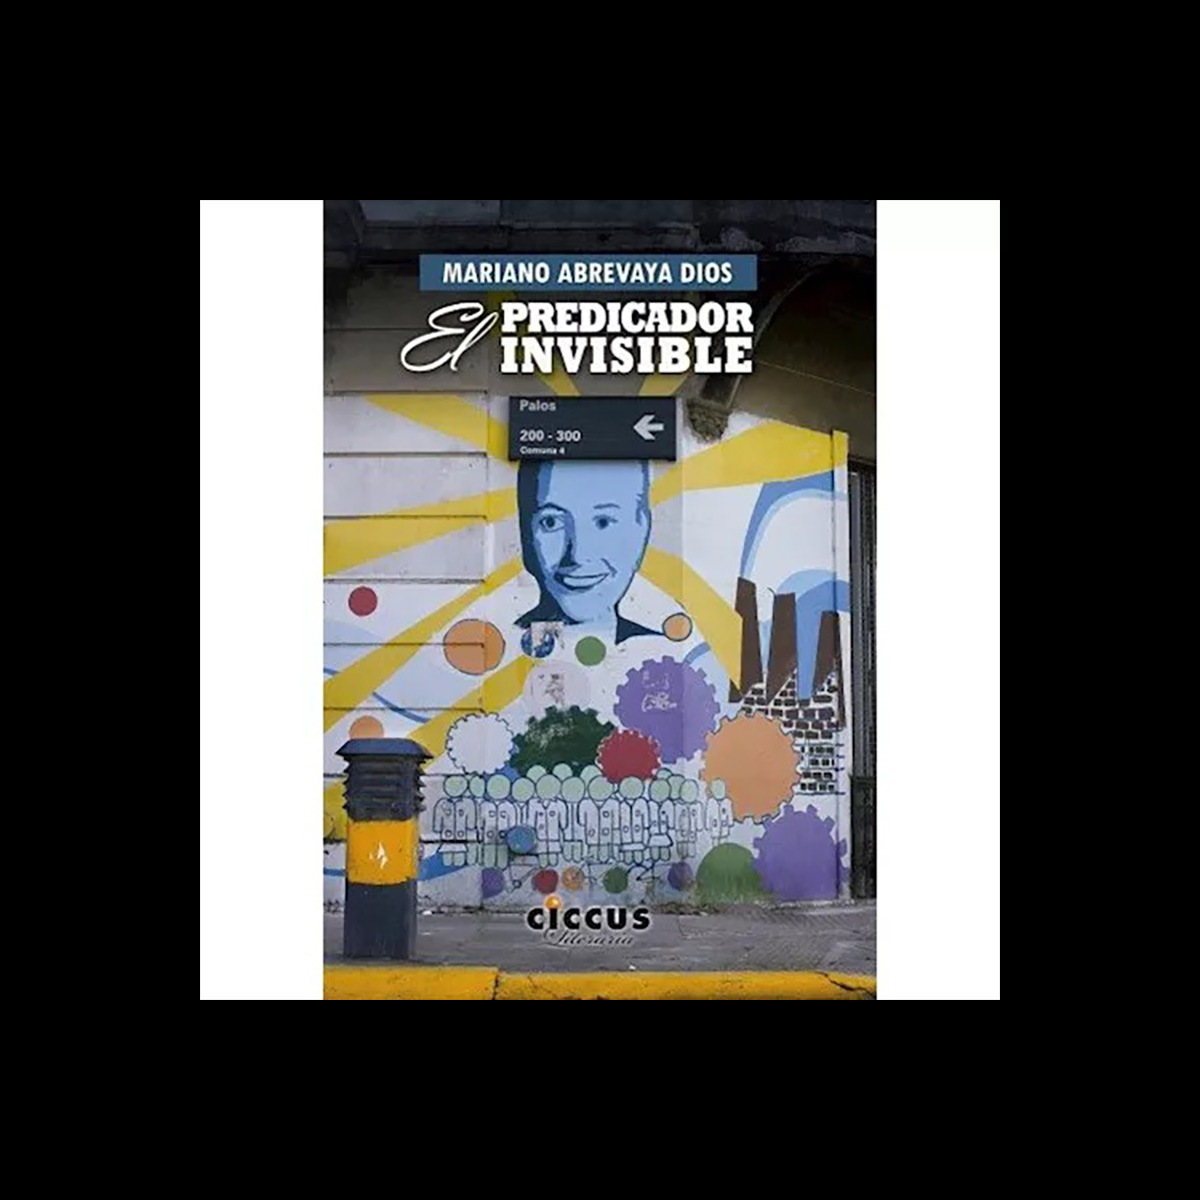 MARIANO ABREVAYA DIOS
El PREDICADOR
INVISIBLE
Palos
200 - 300
Comuna 4
CICCUS
Literaria